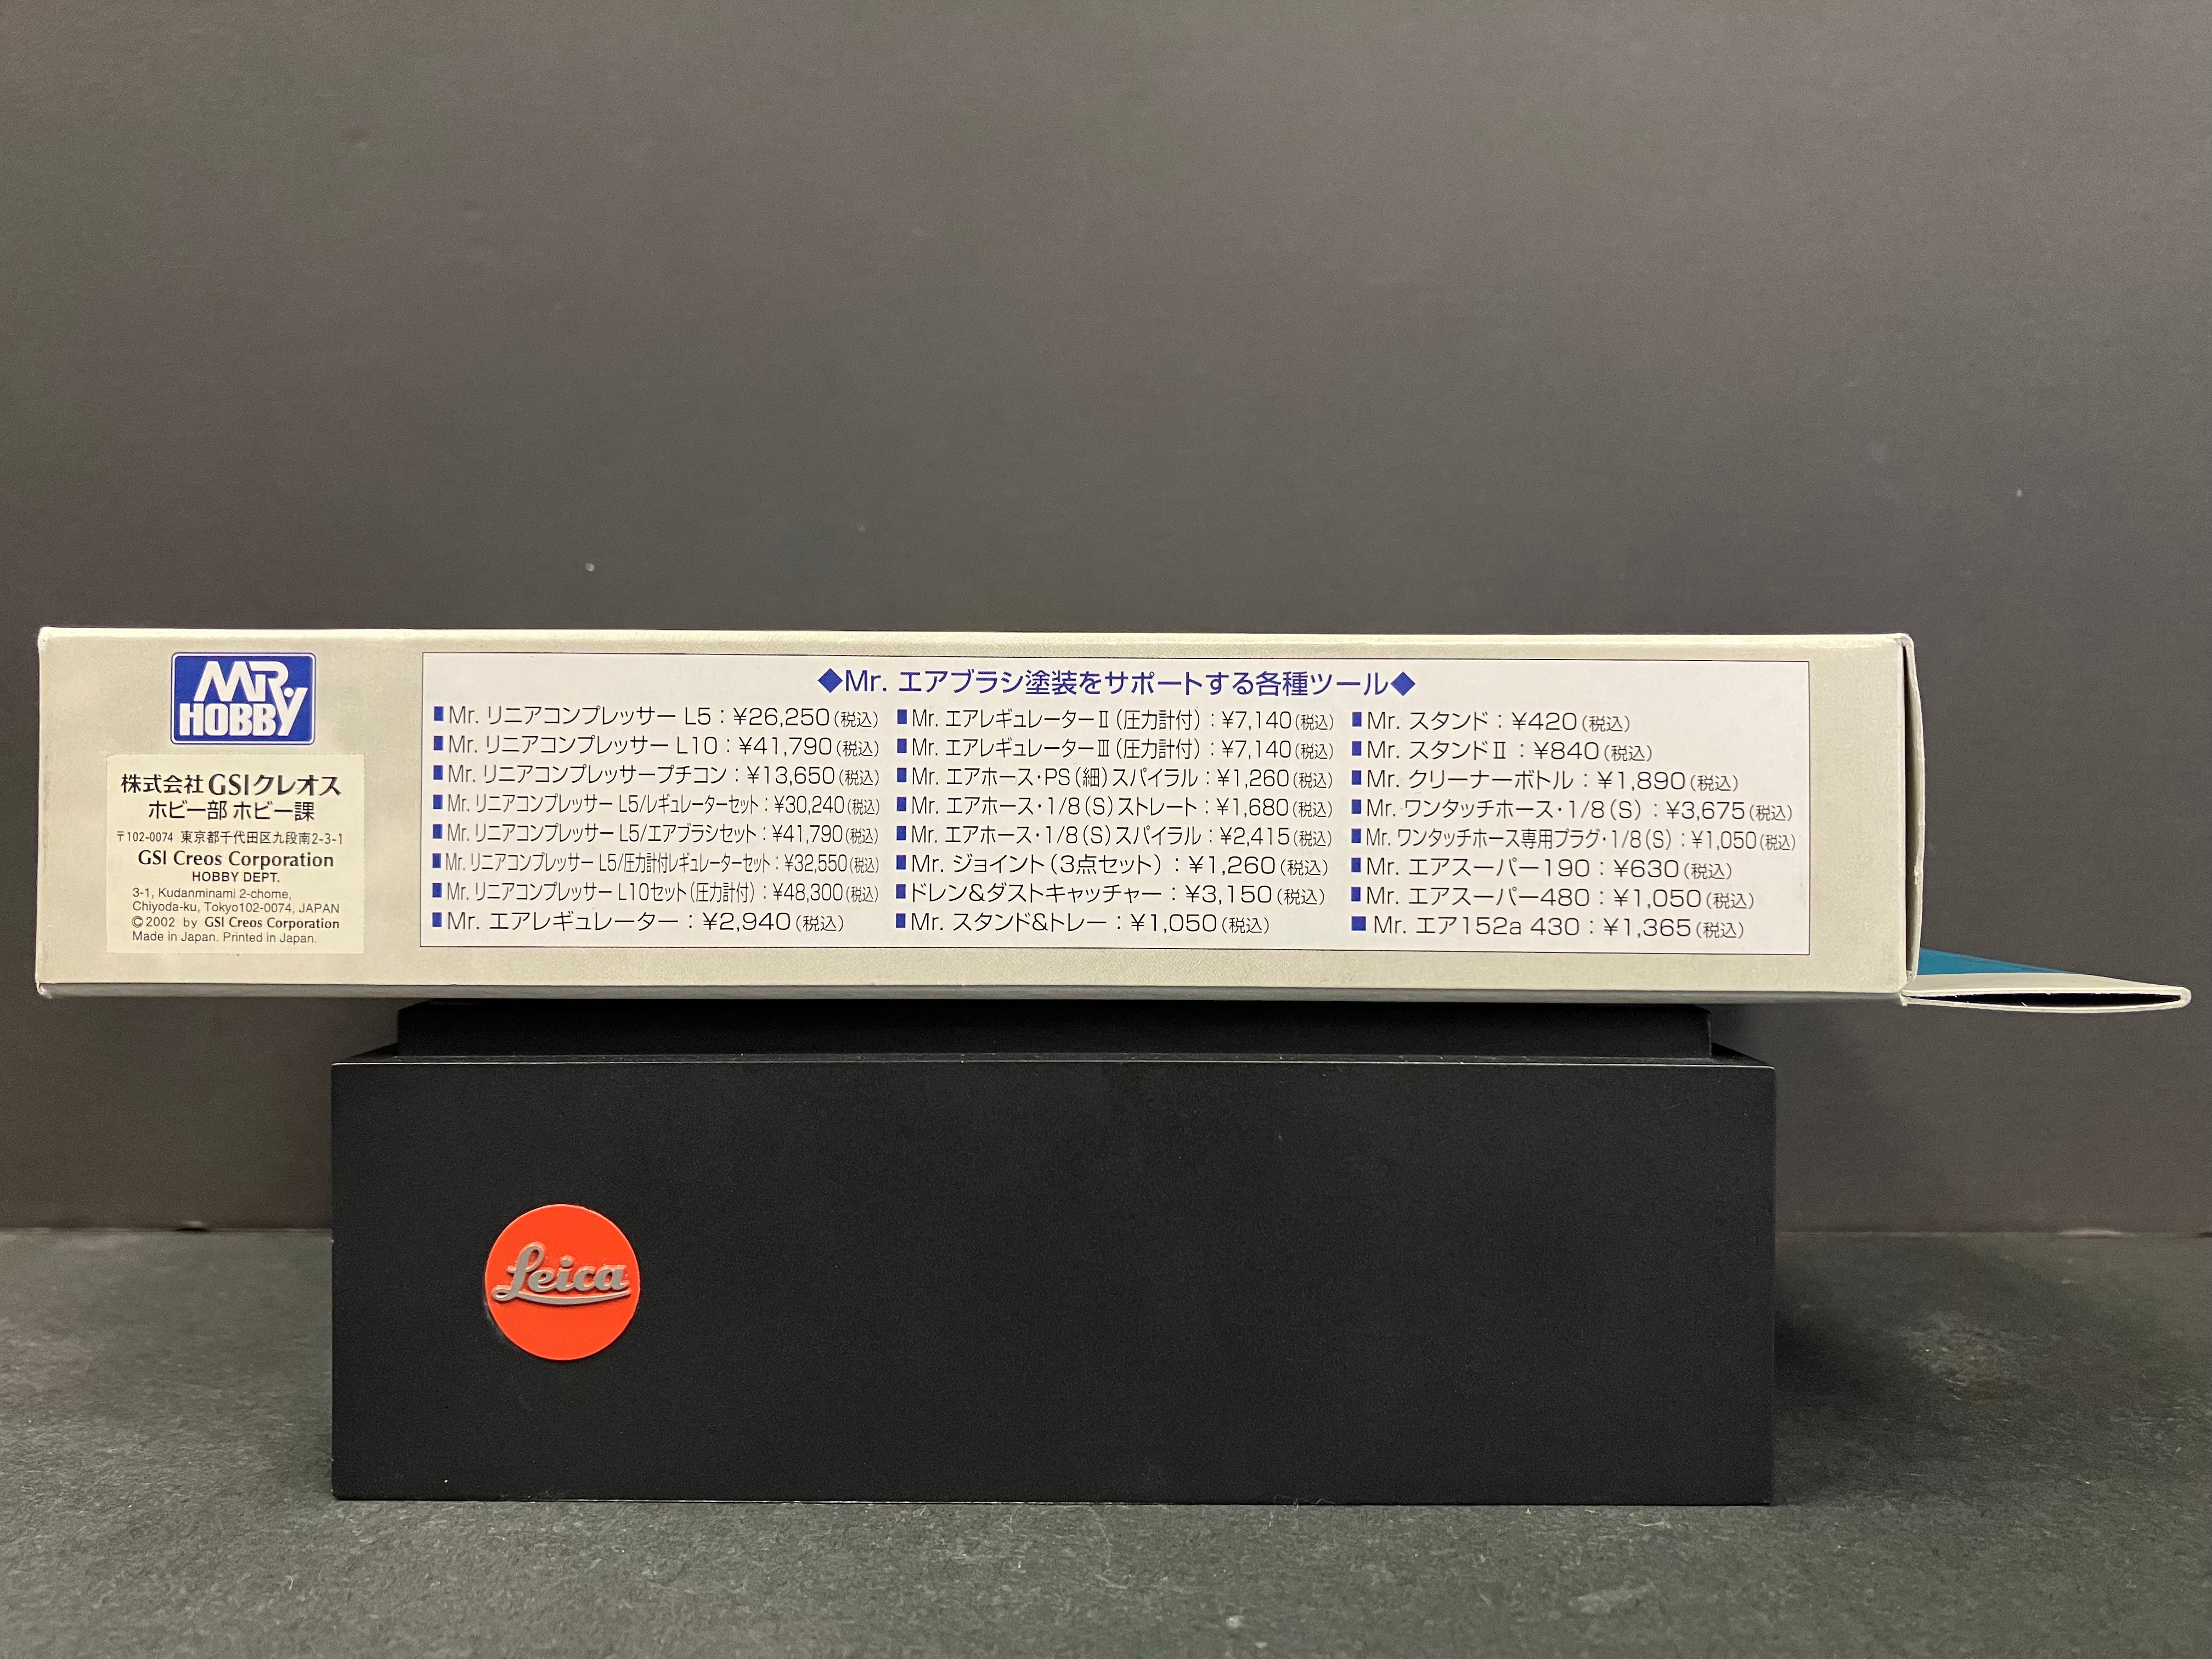 MR. HOBBY
株式会社 GSIクレオス
ホビー部 ホビー課
〒102-0074 東京都千代田区九段南2-3-1
GSI Creos Corporation
HOBBY DEPT.
3-1, Kudanminami 2-chome,
Chiyoda-ku, Tokyo102-0074, JAPAN
©2002 by GSI Creos Corporation
Made in Japan. Printed in Japan.
◆Mr. エアブラシ塗装をサポートする各種ツール◆
■Mr. リニアコンプレッサー L5:¥26,250(税込)
■Mr. リニアコンプレッサー L10:¥41,790(税込)
■Mr. リニアコンプレッサープチコン:¥13,650(税込)
■Mr. リニアコンプレッサー L5/レギュレーターセット:¥30,240(税込)
■Mr. リニアコンプレッサー L5/エアブラシセット:¥41,790(税込)
■Mr. リニアコンプレッサー L5/圧力計付レギュレーターセット:¥32,550(税込)
■Mr. リニアコンプレッサー L10セット(圧力計付):¥48,300(税込)
■Mr. エアレギュレーター:¥2,940(税込)
■Mr. エアレギュレーターⅡ(圧力計付):¥7,140(税込)
■Mr. エアレギュレーターⅢ(圧力計付):¥7,140(税込)
■Mr. エアホース・PS(細)スパイラル:¥1,260(税込)
■Mr. エアホース・1/8(S)ストレート:¥1,680(税込)
■Mr. エアホース・1/8(S)スパイラル:¥2,415(税込)
■Mr. ジョイント(3点セット):¥1,260(税込)
■ドレン&ダストキャッチャー:¥3,150(税込)
■Mr. スタンド&トレー:¥1,050(税込)
■Mr. スタンド:¥420(税込)
■Mr. スタンドⅡ:¥840(税込)
■Mr. クリーナーボトル:¥1,890(税込)
■Mr. ワンタッチホース・1/8(S):¥3,675(税込)
■Mr. ワンタッチホース専用プラグ・1/8(S):¥1,050(税込)
■Mr. エアスーパー190:¥630(税込)
■Mr. エアスーパー480:¥1,050(税込)
■Mr. エア152a 430:¥1,365(税込)
Leica